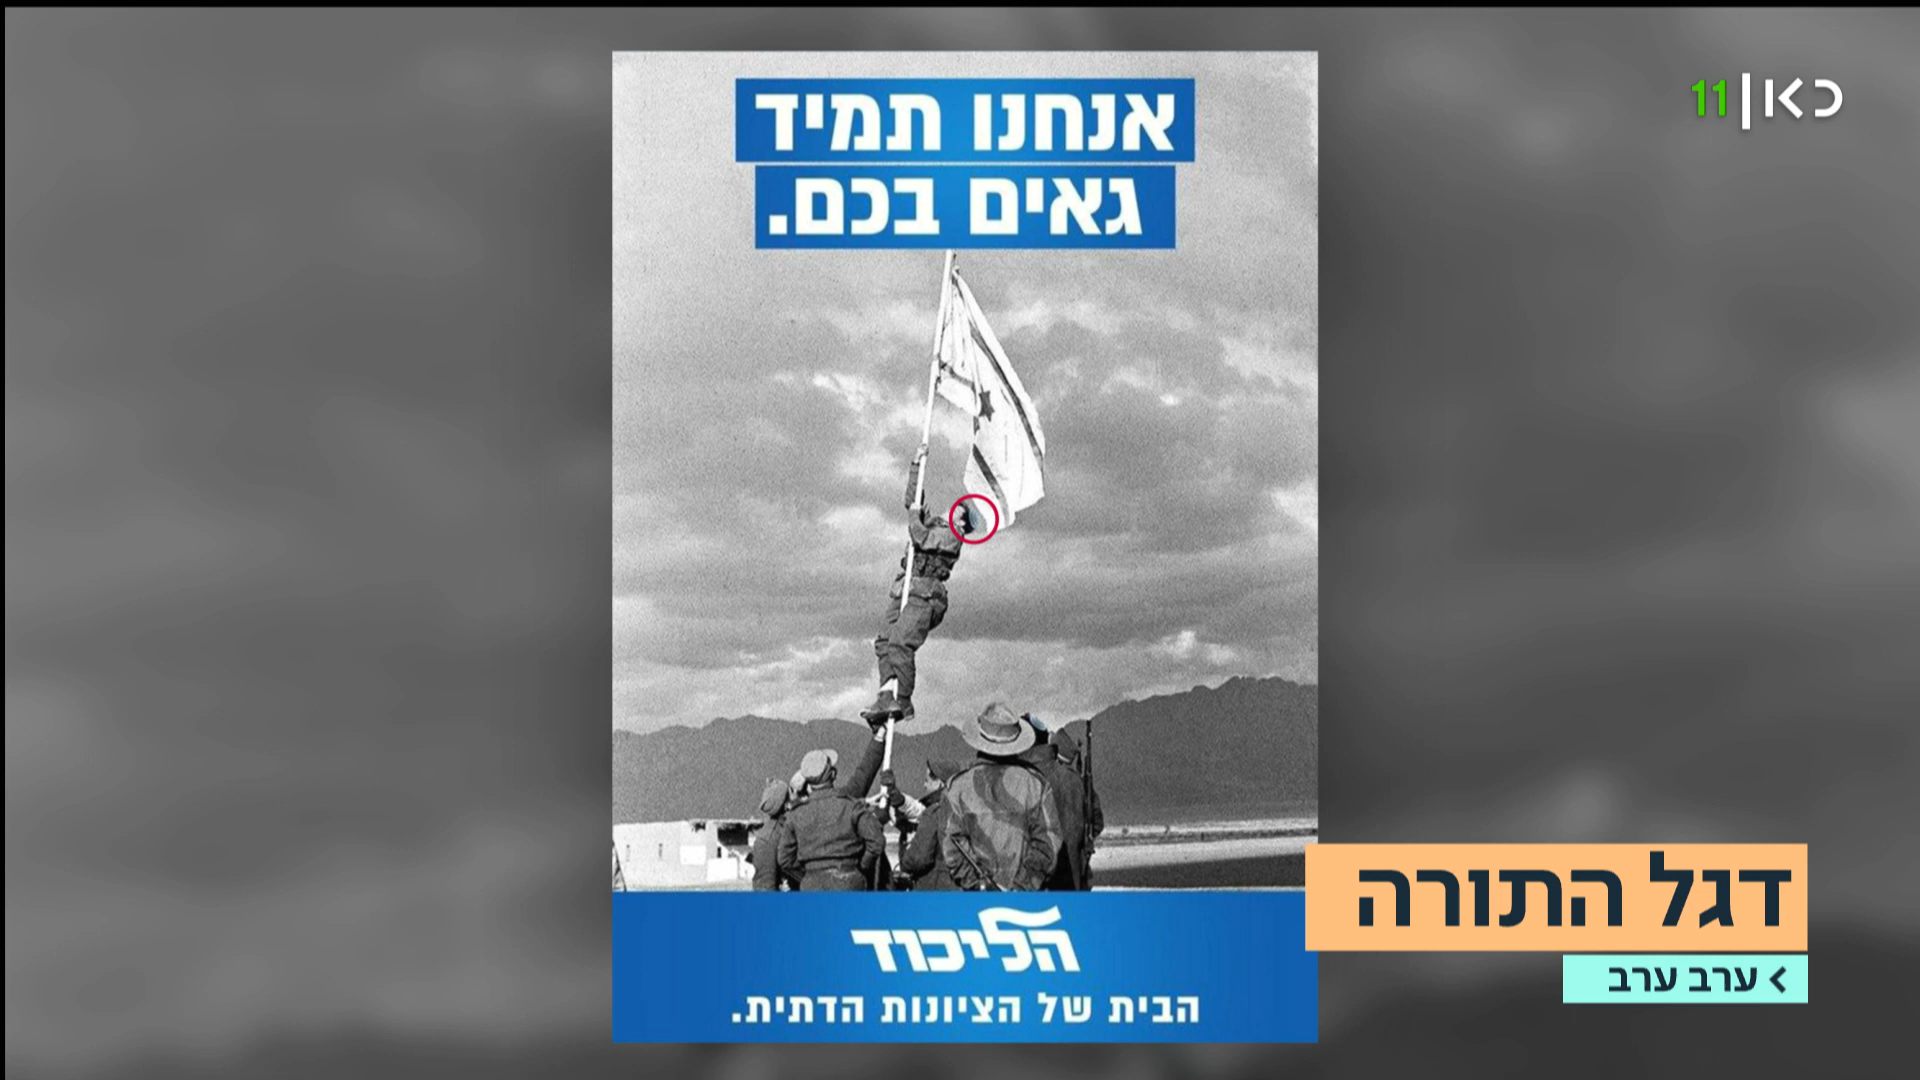 כאן|11
אנחנו תמיד
גאים בכם.
הליכוד
הבית של הציונות הדתית.
דגל התורה
ערב ערב